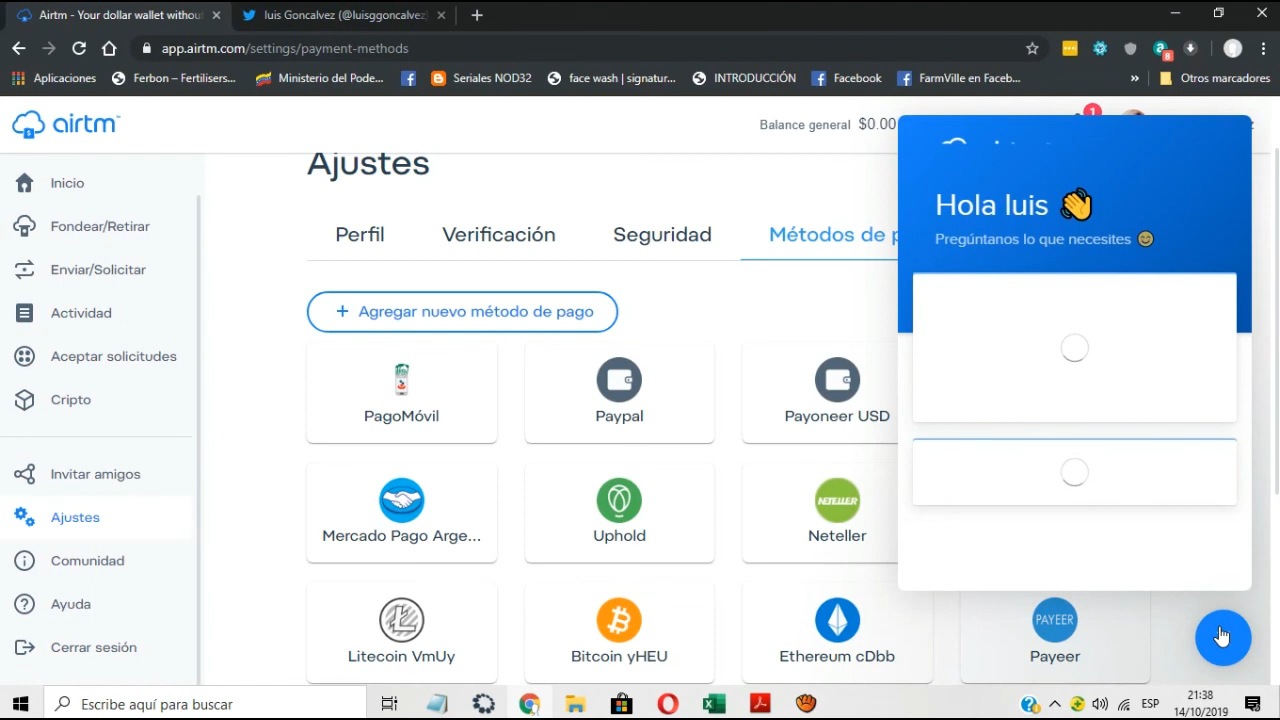 Airtm - Your dollar wallet without
luis Goncalvez (@luisggoncalvez
app.airtm.com/settings/payment-methods
8
Aplicaciones
Ferbon – Fertilisers...
Ministerio del Pode...
Seriales NOD32
face wash | signatur...
INTRODUCCIÓN
Facebook
FarmVille en Faceb...
»
Otros marcadores
airtm™
Balance general $0.00
1
Inicio
Fondear/Retirar
Enviar/Solicitar
Actividad
Aceptar solicitudes
Cripto
Invitar amigos
Ajustes
Comunidad
Ayuda
Cerrar sesión
Ajustes
Perfil
Verificación
Seguridad
Métodos de p
+ Agregar nuevo método de pago
PagoMóvil
Paypal
Payoneer USD
Mercado Pago Arge...
Uphold
NETELLER
Neteller
Litecoin VmUy
Bitcoin yHEU
Ethereum cDbb
PAYEER
Payeer
Hola luis 👋
Pregúntanos lo que necesites 😊
Escribe aquí para buscar
ESP
21:38
14/10/2019